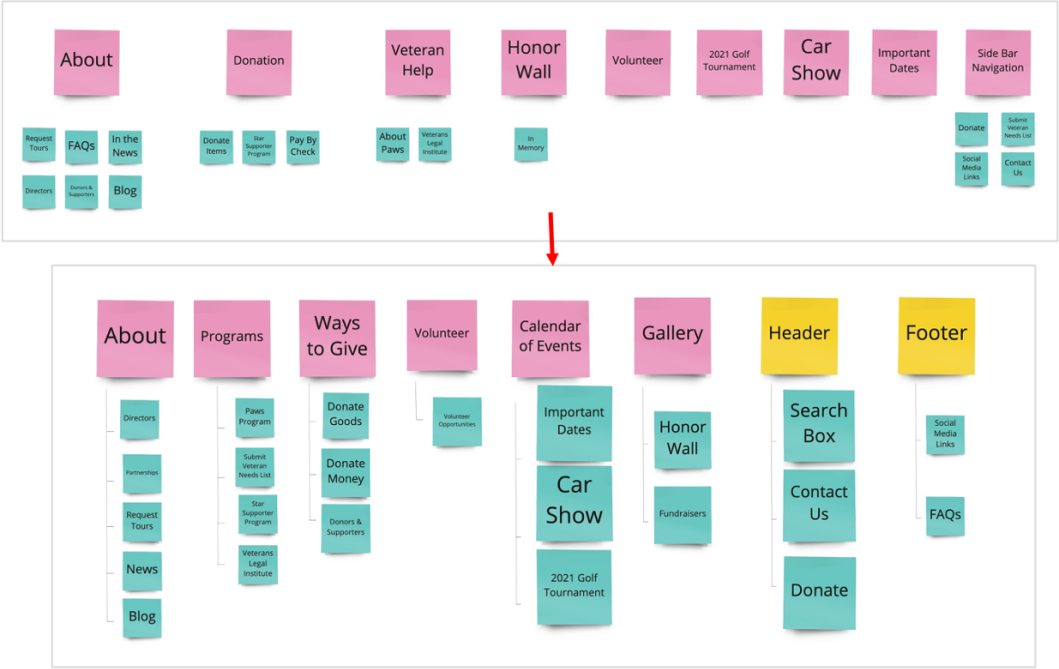 About
Donation
Veteran
Help
Honor
Wall
Volunteer
2021 Golf
Tournament
Car
Show
Important
Dates
Side Bar
Navigation
Request
Tours
FAQs
In the
News
Directors
Donors &
Supporters
Blog
Donate
Items
Star
Supporter
Program
Pay By
Check
About
Paws
Veterans
Legal
Institute
In
Memory
Donate
Submit
Veteran
Needs List
Social
Media
Links
Contact
Us
About
Programs
Ways
to Give
Volunteer
Calendar
of Events
Gallery
Header
Footer
Directors
Partnerships
Request
Tours
News
Blog
Paws
Program
Submit
Veteran
Needs List
Star
Supporter
Program
Veterans
Legal
Institute
Donate
Goods
Donate
Money
Donors &
Supporters
Volunteer
Opportunities
Important
Dates
Car
Show
2021 Golf
Tournament
Honor
Wall
Fundraisers
Search
Box
Contact
Us
Donate
Social
Media
Links
FAQs